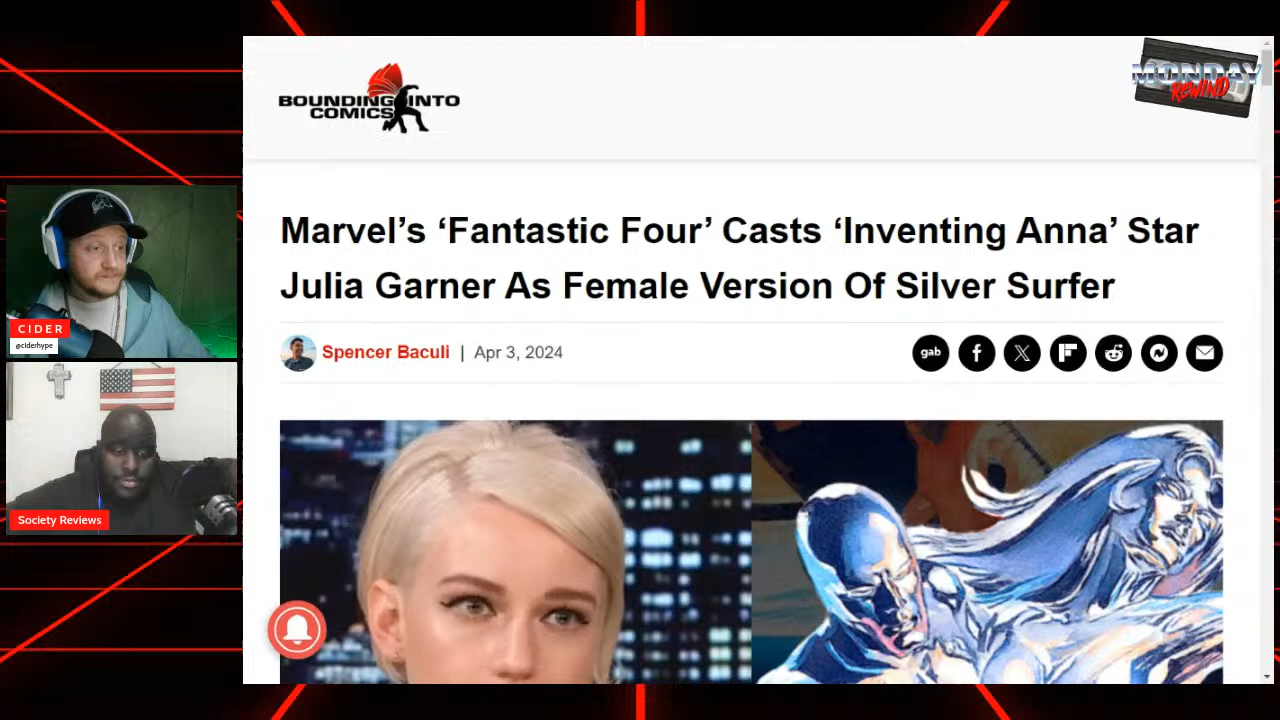 BOUNDING INTO
COMICS
MONDAY
REWIND
Marvel’s ‘Fantastic Four’ Casts ‘Inventing Anna’ Star
Julia Garner As Female Version Of Silver Surfer
Spencer Baculi | Apr 3, 2024
gab
CIDER
@ciderhype
Society Reviews